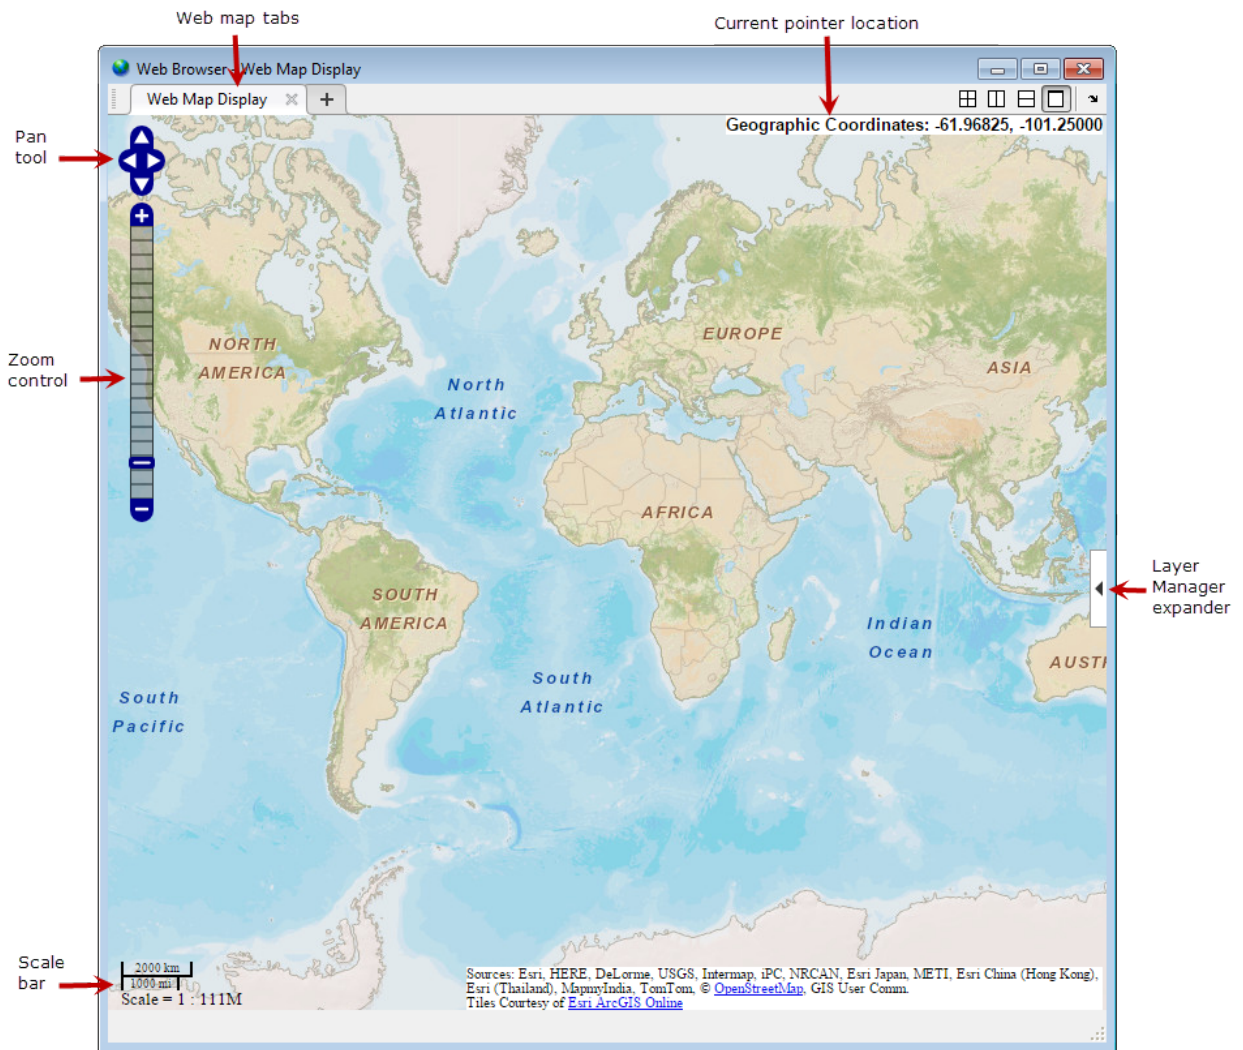 Web map tabs
Current pointer location
Web Browser - Web Map Display
Web Map Display
Geographic Coordinates: -61.96825, -101.25000
Pan
tool
Zoom
control
NORTH
AMERICA
EUROPE
ASIA
North
Atlantic
AFRICA
SOUTH
AMERICA
Layer
Manager
expander
Indian
Ocean
AUSTR
South
Atlantic
South
Pacific
Scale
bar
2000 km
1000 mi
Scale = 1 : 111M
Sources: Esri, HERE, DeLorme, USGS, Intermap, iPC, NRCAN, Esri Japan, METI, Esri China (Hong Kong),
Esri (Thailand), MapmyIndia, TomTom, © OpenStreetMap, GIS User Comm.
Tiles Courtesy of Esri ArcGIS Online